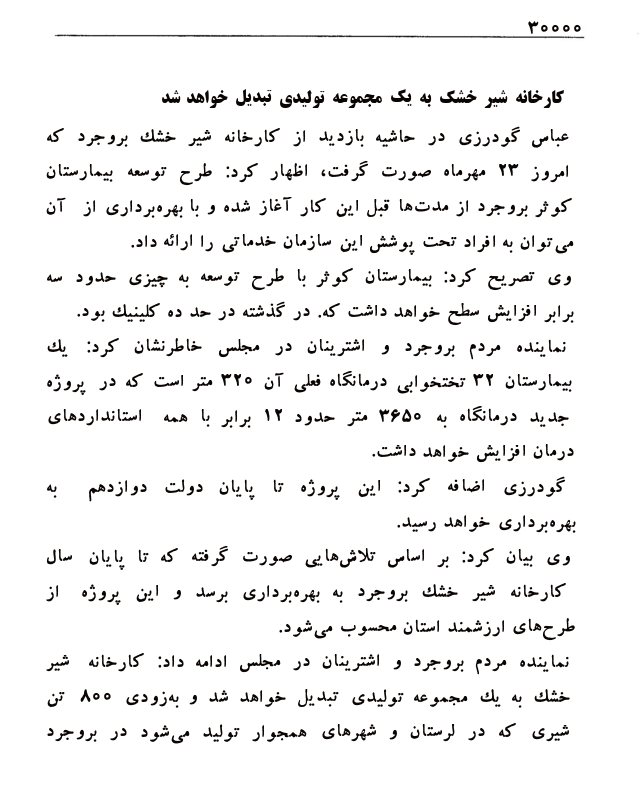 ۳۰۰۰۰
کارخانه شیر خشک به یک مجموعه تولیدی تبدیل خواهد شد
عباس گودرزی در حاشیه بازدید از کارخانه شیر خشك بروجرد که
امروز ۲۳ مهرماه صورت گرفت، اظهار کرد: طرح توسعه بیمارستان
کوثر بروجرد از مدت‌ها قبل این کار آغاز شده و با بهره‌برداری از آن
می‌توان به افراد تحت پوشش این سازمان خدماتی را ارائه داد.
وی تصریح کرد: بیمارستان کوثر با طرح توسعه به چیزی حدود سه
برابر افزایش سطح خواهد داشت که. در گذشته در حد ده کلینیك بود.
نماینده مردم بروجرد و اشترینان در مجلس خاطرنشان کرد: یك
بیمارستان ۳۲ تختخوابی درمانگاه فعلی آن ۳۲۰ متر است که در پروژه
جدید درمانگاه به ۳۶۵۰ متر حدود ۱۲ برابر با همه استانداردهای
درمان افزایش خواهد داشت.
گودرزی اضافه کرد: این پروژه تا پایان دولت دوازدهم به
بهره‌برداری خواهد رسید.
وی بیان کرد: بر اساس تلاش‌هایی صورت گرفته که تا پایان سال
کارخانه شیر خشك بروجرد به بهره‌برداری برسد و این پروژه از
طرح‌های ارزشمند استان محسوب می‌شود.
نماینده مردم بروجرد و اشترینان در مجلس ادامه داد: کارخانه شیر
خشك به یك مجموعه تولیدی تبدیل خواهد شد و به‌زودی ۸۰۰ تن
شیری که در لرستان و شهرهای همجوار تولید می‌شود در بروجرد